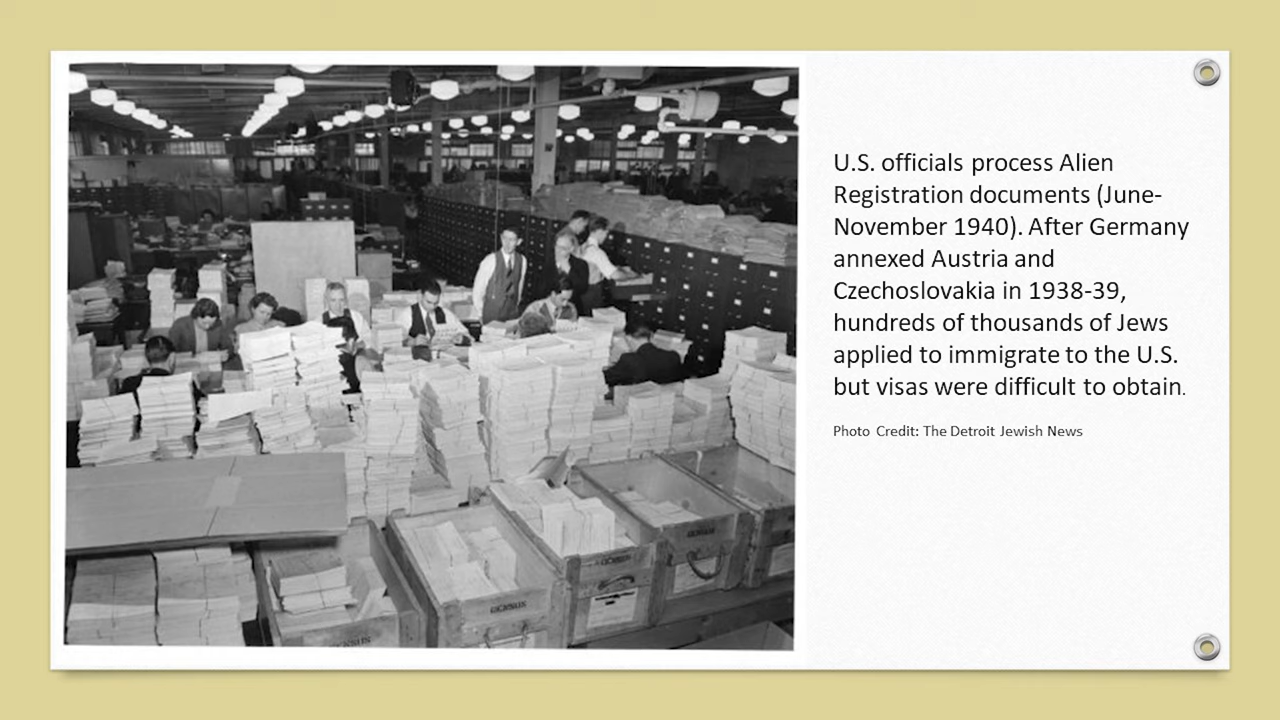 U.S. officials process Alien
Registration documents (June-
November 1940). After Germany
annexed Austria and
Czechoslovakia in 1938-39,
hundreds of thousands of Jews
applied to immigrate to the U.S.
but visas were difficult to obtain.
Photo Credit: The Detroit Jewish News